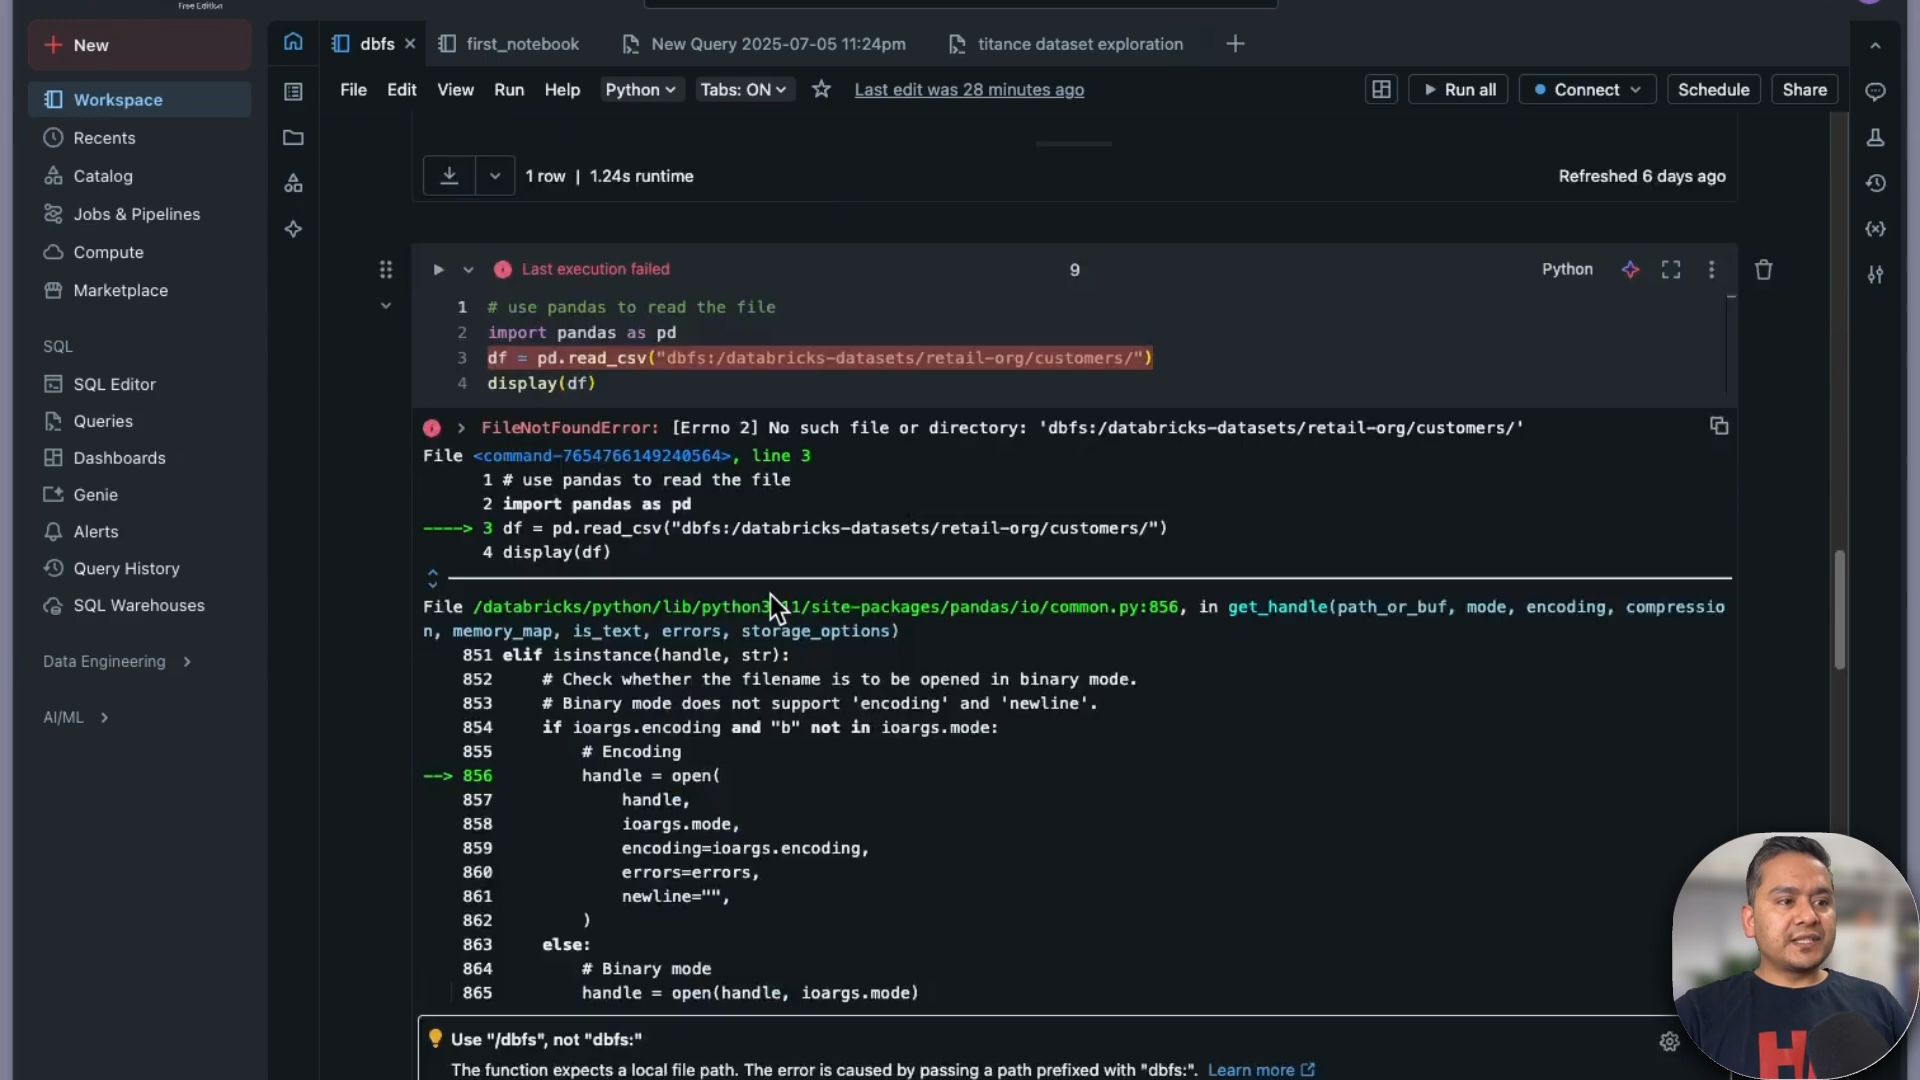 Free Edition
New
Workspace
Recents
Catalog
Jobs & Pipelines
Compute
Marketplace
SQL
SQL Editor
Queries
Dashboards
Genie
Alerts
Query History
SQL Warehouses
Data Engineering
AI/ML
dbfs
first_notebook
New Query 2025-07-05 11:24pm
titance dataset exploration
File Edit View Run Help Python Tabs: ON Last edit was 28 minutes ago
Run all Connect Schedule Share
1 row | 1.24s runtime
Refreshed 6 days ago
Last execution failed
9
Python
1 # use pandas to read the file
2 import pandas as pd
3 df = pd.read_csv("dbfs:/databricks-datasets/retail-org/customers/")
4 display(df)
FileNotFoundError: [Errno 2] No such file or directory: 'dbfs:/databricks-datasets/retail-org/customers/'
File <command-7654766149240564>, line 3
1 # use pandas to read the file
2 import pandas as pd
----> 3 df = pd.read_csv("dbfs:/databricks-datasets/retail-org/customers/")
4 display(df)
File /databricks/python/lib/python3.11/site-packages/pandas/io/common.py:856, in get_handle(path_or_buf, mode, encoding, compressio
n, memory_map, is_text, errors, storage_options)
851 elif isinstance(handle, str):
852 # Check whether the filename is to be opened in binary mode.
853 # Binary mode does not support 'encoding' and 'newline'.
854 if ioargs.encoding and "b" not in ioargs.mode:
855 # Encoding
--> 856 handle = open(
857 handle,
858 ioargs.mode,
859 encoding=ioargs.encoding,
860 errors=errors,
861 newline="",
862 )
863 else:
864 # Binary mode
865 handle = open(handle, ioargs.mode)
Use "/dbfs", not "dbfs:"
The function expects a local file path. The error is caused by passing a path prefixed with "dbfs:". Learn more